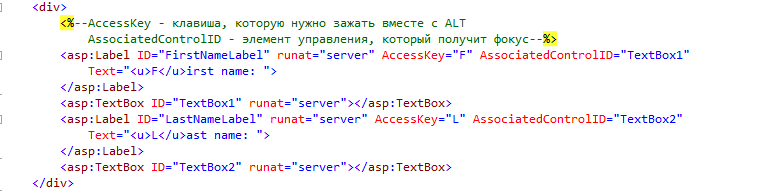 <div>
<%--AccessKey - клавиша, которую нужно зажать вместе с ALT
AssociatedControlID - элемент управления, который получит фокус--%>
<asp:Label ID="FirstNameLabel" runat="server" AccessKey="F" AssociatedControlID="TextBox1"
Text="<u>F</u>irst name: ">
</asp:Label>
<asp:TextBox ID="TextBox1" runat="server"></asp:TextBox>
<asp:Label ID="LastNameLabel" runat="server" AccessKey="L" AssociatedControlID="TextBox2"
Text="<u>L</u>ast name: ">
</asp:Label>
<asp:TextBox ID="TextBox2" runat="server"></asp:TextBox>
</div>